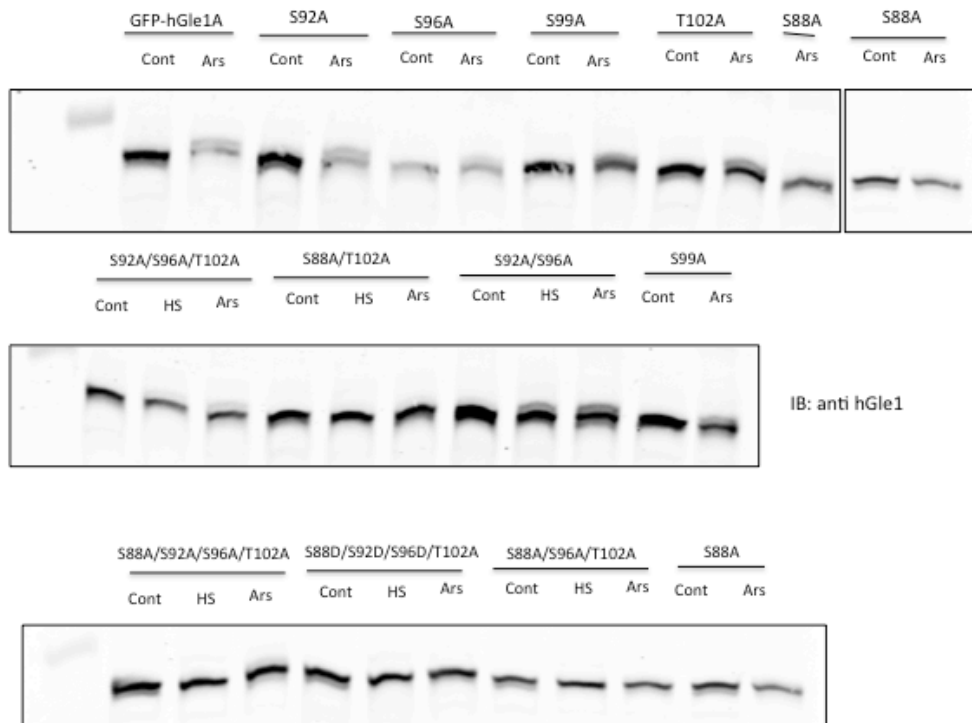 GFP-hGle1A S92A S96A S99A T102A S88A S88A
Cont Ars Cont Ars Cont Ars Cont Ars Cont Ars Ars Cont Ars
S92A/S96A/T102A S88A/T102A S92A/S96A S99A
Cont HS Ars Cont HS Ars Cont HS Ars Cont Ars
IB: anti hGle1
S88A/S92A/S96A/T102A S88D/S92D/S96D/T102A S88A/S96A/T102A S88A
Cont HS Ars Cont HS Ars Cont HS Ars Cont Ars